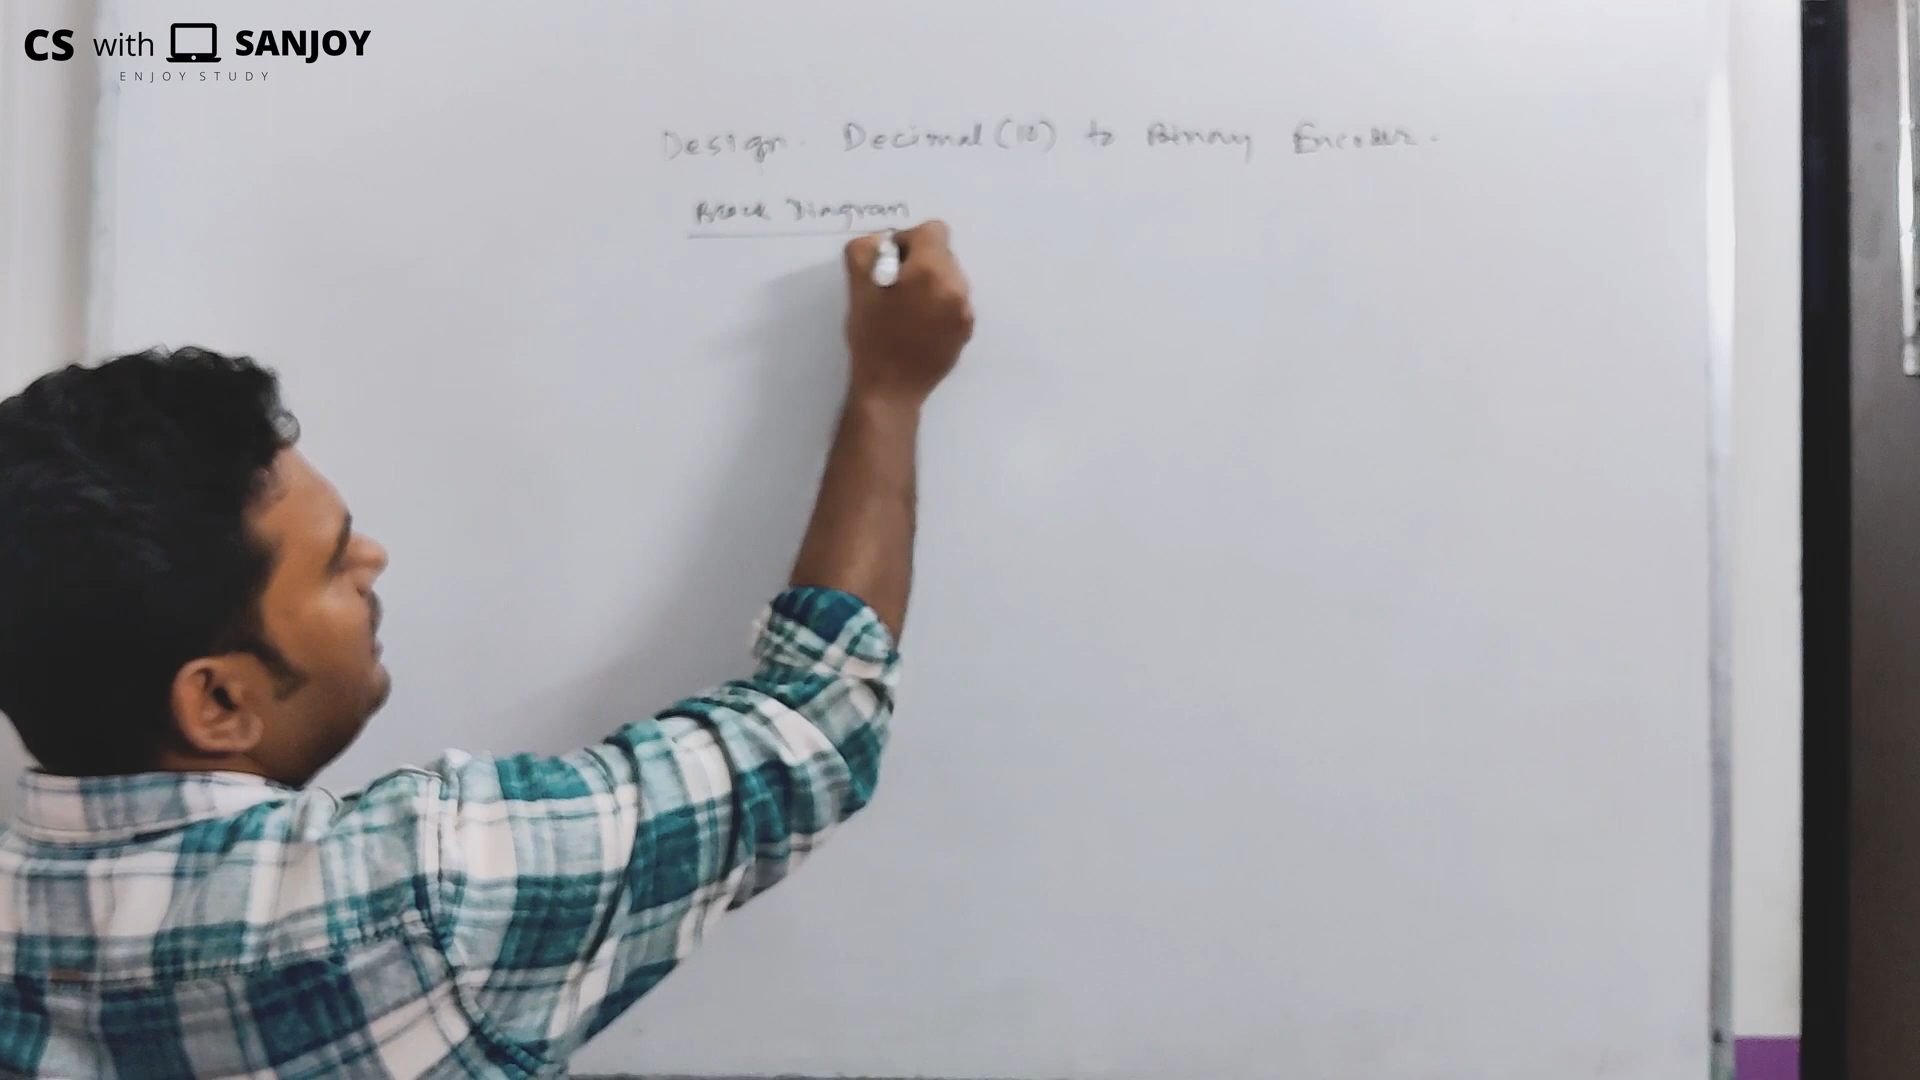 CS with SANJOY
ENJOY STUDY
Design. Decimal (10) to Binary Encoder.
Block Diagram